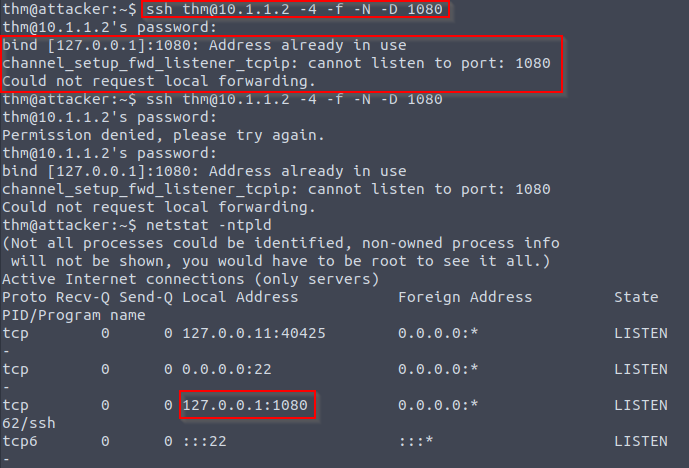 thm@attacker:~$ ssh thm@10.1.1.2 -4 -f -N -D 1080
thm@10.1.1.2's password:
bind [127.0.0.1]:1080: Address already in use
channel_setup_fwd_listener_tcpip: cannot listen to port: 1080
Could not request local forwarding.
thm@attacker:~$ ssh thm@10.1.1.2 -4 -f -N -D 1080
thm@10.1.1.2's password:
Permission denied, please try again.
thm@10.1.1.2's password:
bind [127.0.0.1]:1080: Address already in use
channel_setup_fwd_listener_tcpip: cannot listen to port: 1080
Could not request local forwarding.
thm@attacker:~$ netstat -ntpld
(Not all processes could be identified, non-owned process info
 will not be shown, you would have to be root to see it all.)
Active Internet connections (only servers)
Proto Recv-Q Send-Q Local Address           Foreign Address         State
PID/Program name
tcp        0      0 127.0.0.11:40425        0.0.0.0:*               LISTEN
-
tcp        0      0 0.0.0.0:22              0.0.0.0:*               LISTEN
-
tcp        0      0 127.0.0.1:1080          0.0.0.0:*               LISTEN
62/ssh
tcp6       0      0 :::22                   :::*                    LISTEN
-